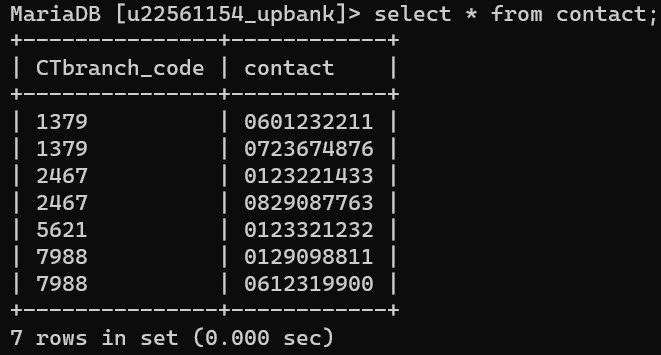 MariaDB [u22561154_upbank]> select * from contact;
+---------------+------------+
| CTbranch_code | contact    |
+---------------+------------+
| 1379          | 0601232211 |
| 1379          | 0723674876 |
| 2467          | 0123221433 |
| 2467          | 0829087763 |
| 5621          | 0123321232 |
| 7988          | 0129098811 |
| 7988          | 0612319900 |
+---------------+------------+
7 rows in set (0.000 sec)